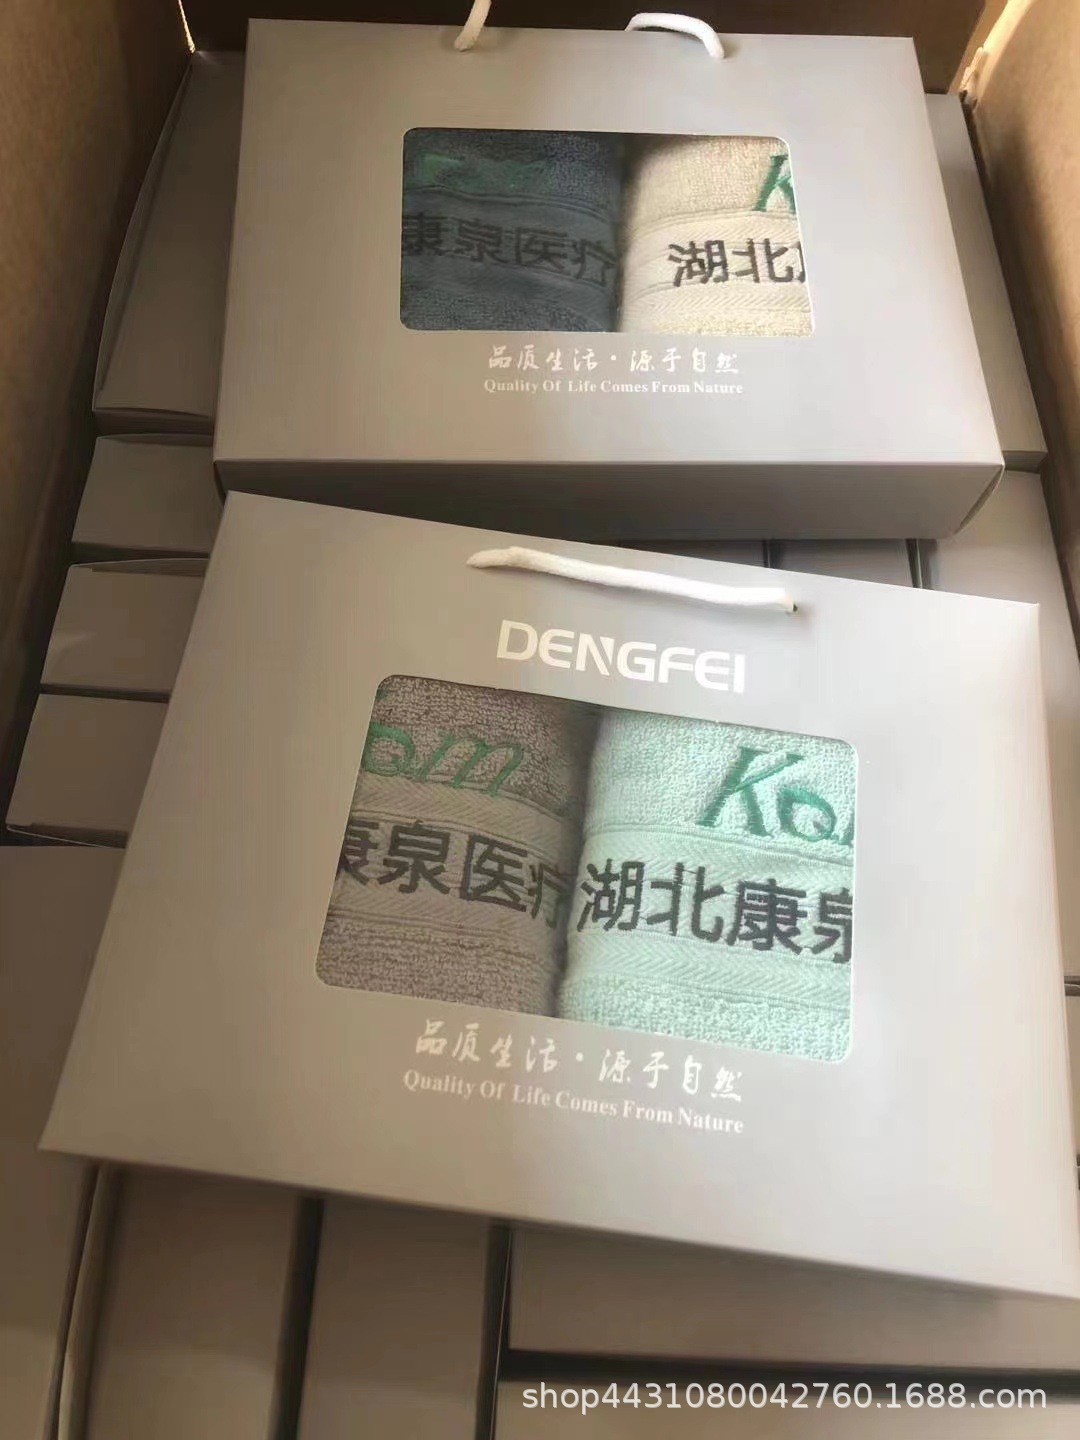 康泉医疗
K
湖北
品质生活·源于自然
Quality Of Life Comes From Nature
DENGFEI
am
Ka
康泉医疗
湖北康泉
品质生活·源于自然
Quality Of Life Comes From Nature
shop4431080042760.1688.com